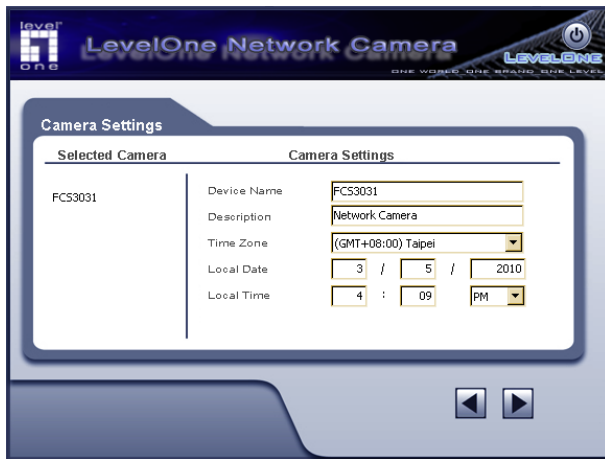 level
one
LevelOne Network Camera
LEVELONE
ONE WORLD ONE BRAND ONE LEVEL
Camera Settings
Selected Camera
Camera Settings
FCS3031
Device Name FCS3031
Description Network Camera
Time Zone (GMT+08:00) Taipei
Local Date 3 / 5 / 2010
Local Time 4 : 09 PM